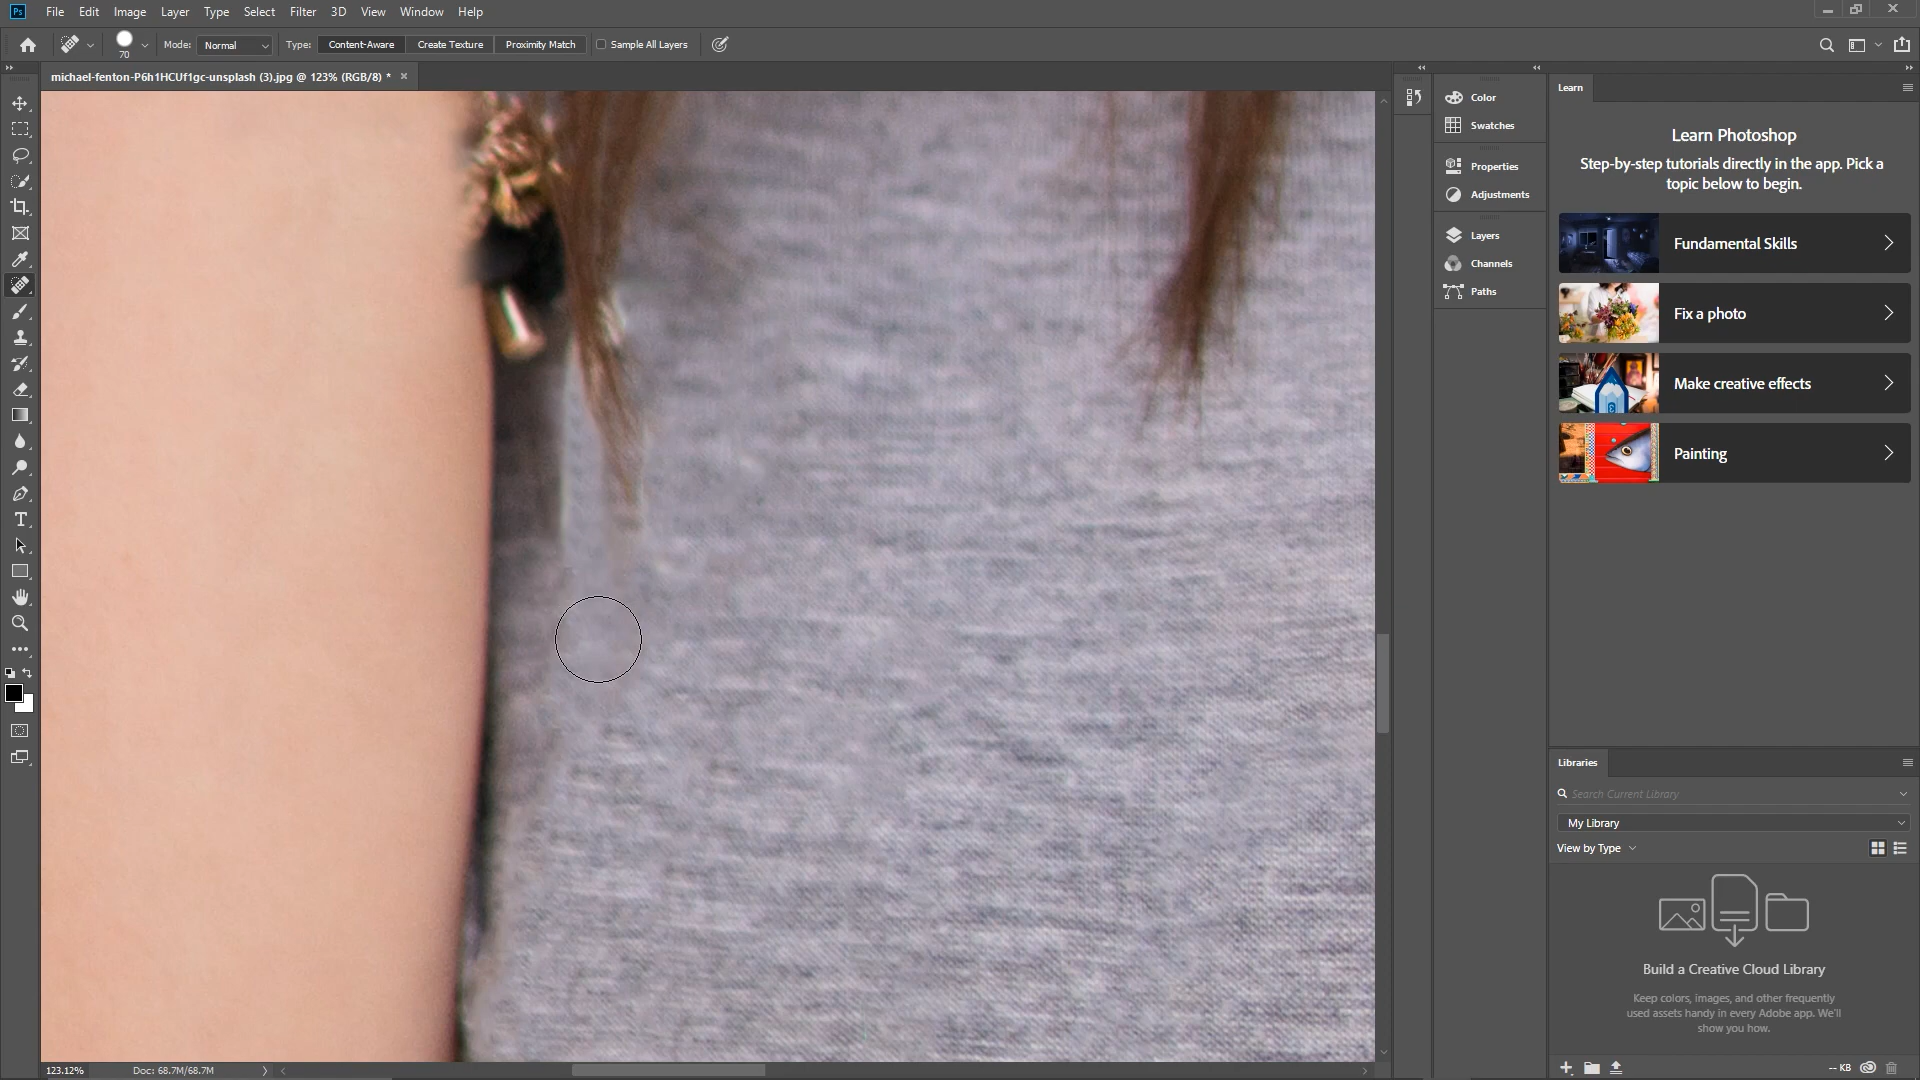 Ps File Edit Image Layer Type Select Filter 3D View Window Help
70 Mode: Normal Type: Content-Aware Create Texture Proximity Match Sample All Layers
michael-fenton-P6h1HCUf1gc-unsplash (3).jpg @ 123% (RGB/8) * ×
Color
Swatches
Properties
Adjustments
Layers
Channels
Paths
Learn
Learn Photoshop
Step-by-step tutorials directly in the app. Pick a
topic below to begin.
Fundamental Skills
Fix a photo
Make creative effects
Painting
Libraries
Search Current Library
My Library
View by Type
Build a Creative Cloud Library
Keep colors, images, and other frequently
used assets handy in every Adobe app. We'll
show you how.
-- KB
123.12% Doc: 68.7M/68.7M